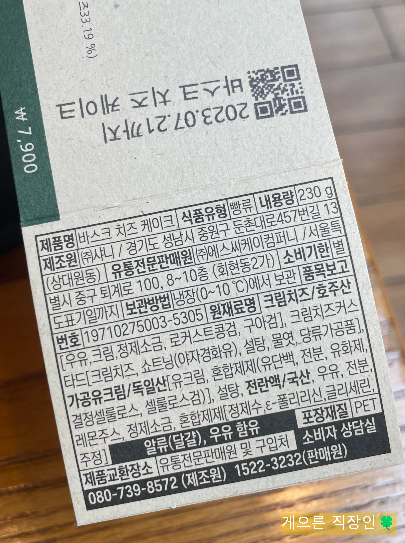 조33.19 %)
₩ 7,900
바스크 치즈 케이크
2023.07.21까지
제품명 바스크 치즈 케이크 식품유형 빵류 내용량 230 g
제조원 ㈜샤니 / 경기도 성남시 중원구 둔촌대로457번길 13
(상대원동) 유통전문판매원 ㈜에스씨케이컴퍼니 / 서울특
별시 중구 퇴계로 100, 8~10층 (회현동2가) 소비기한 별
도표기일까지 보관방법 냉장(0~10 ℃)에서 보관 품목보고
번호 19710275003-5305 원재료명 크림치즈/호주산
[우유, 크림, 정제소금, 로커스트콩검, 구아검], 크림치즈커스
타드[크림치즈, 쇼트닝(야자경화유), 설탕, 물엿, 당류가공품],
가공유크림/독일산[유크림, 혼합제제(유단백, 전분, 유화제,
결정셀룰로스, 셀룰로스검)], 설탕, 전란액/국산, 우유, 전분,
레몬주스, 정제소금, 혼합제제[정제수, ε-폴리리신, 글리세린,
주정] 알류(달걀), 우유 함유 포장재질 PET
제품교환장소 유통전문판매원 및 구입처 소비자 상담실
080-739-8572 (제조원) 1522-3232(판매원)
게으른 직장인🍀